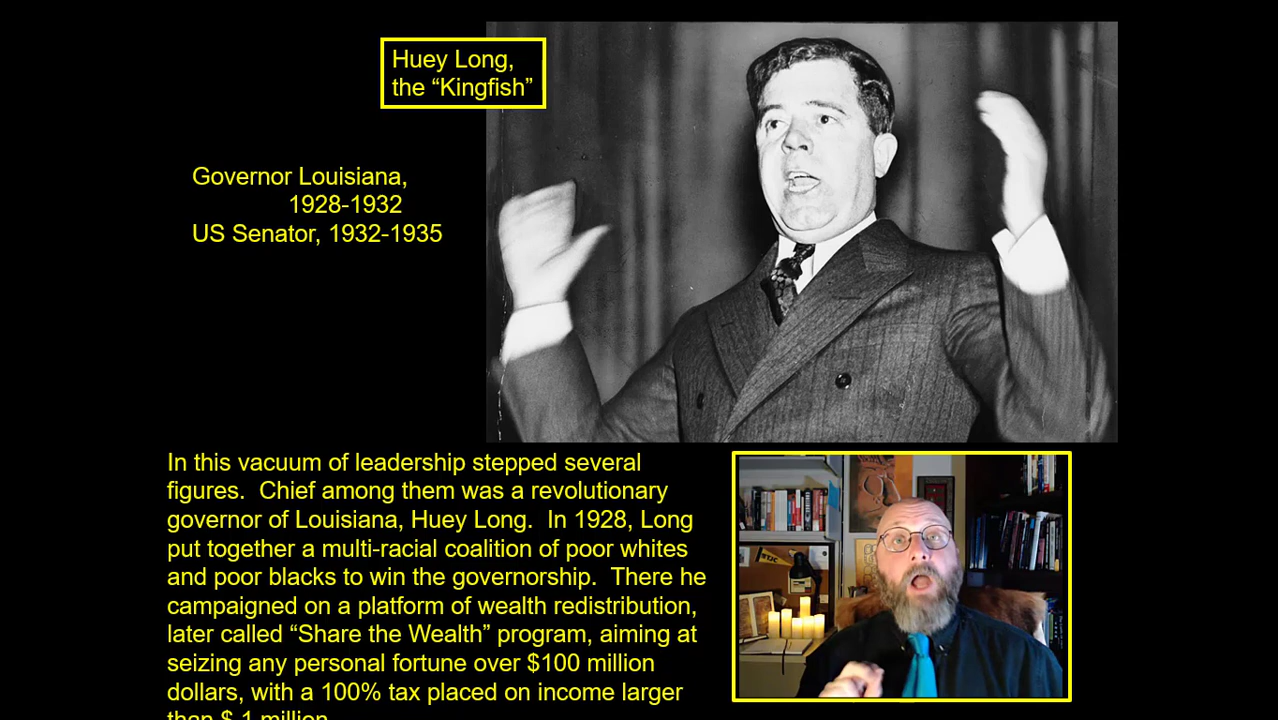 Huey Long,
the “Kingfish”
Governor Louisiana,
1928-1932
US Senator, 1932-1935
In this vacuum of leadership stepped several
figures.  Chief among them was a revolutionary
governor of Louisiana, Huey Long.  In 1928, Long
put together a multi-racial coalition of poor whites
and poor blacks to win the governorship.  There he
campaigned on a platform of wealth redistribution,
later called “Share the Wealth” program, aiming at
seizing any personal fortune over $100 million
dollars, with a 100% tax placed on income larger
than $ 1 million